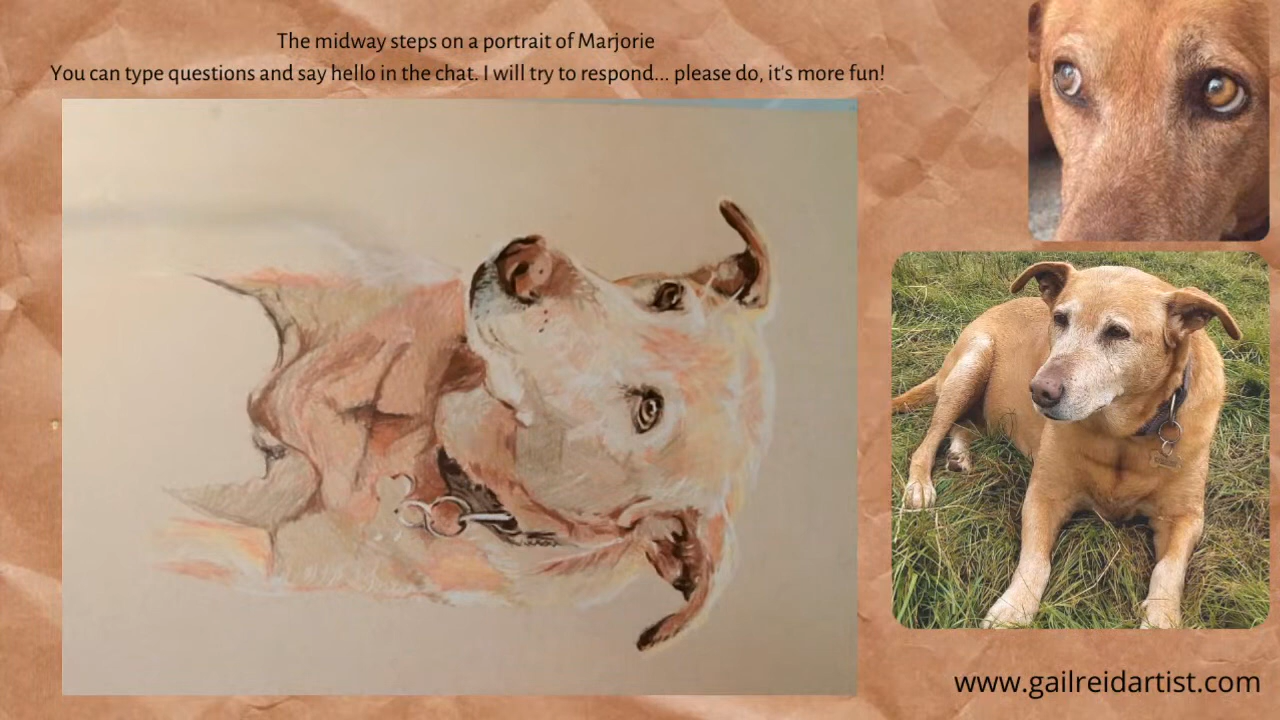 The midway steps on a portrait of Marjorie
You can type questions and say hello in the chat. I will try to respond... please do, it's more fun!
www.gailreidartist.com